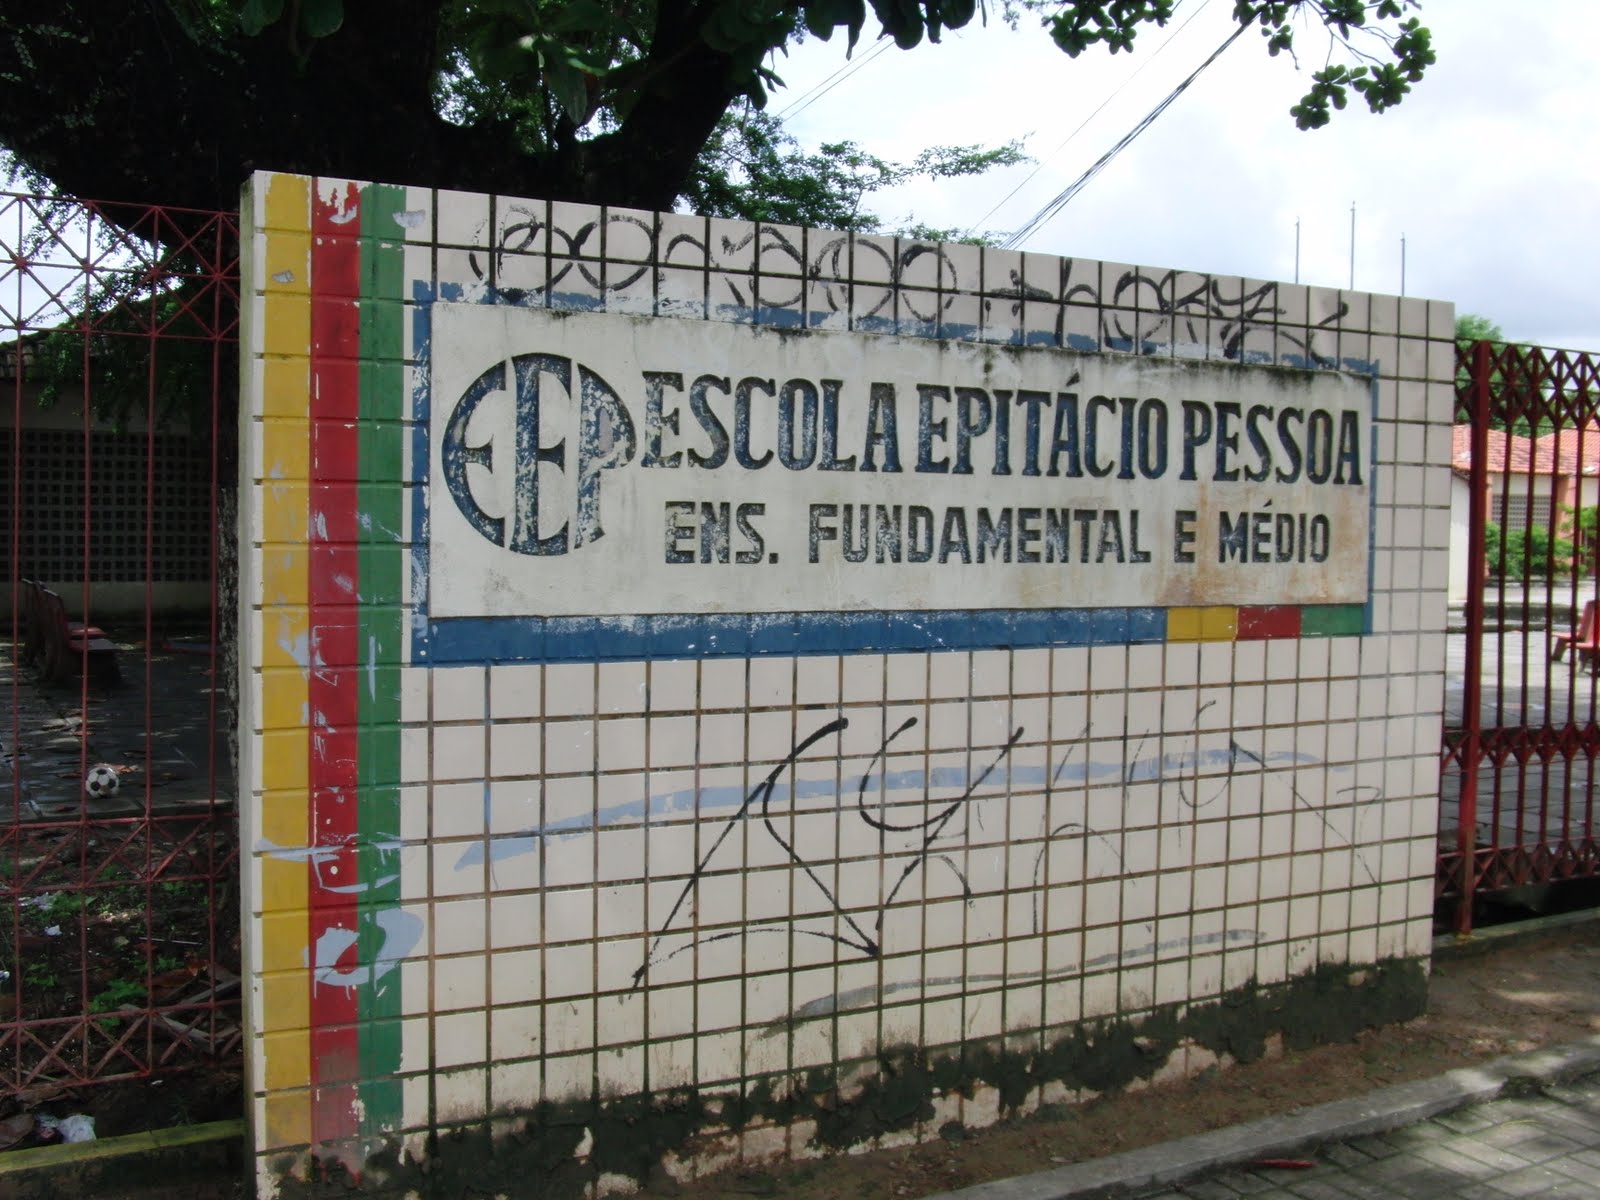 EEP
ESCOLA EPITÁCIO PESSOA
ENS. FUNDAMENTAL E MÉDIO